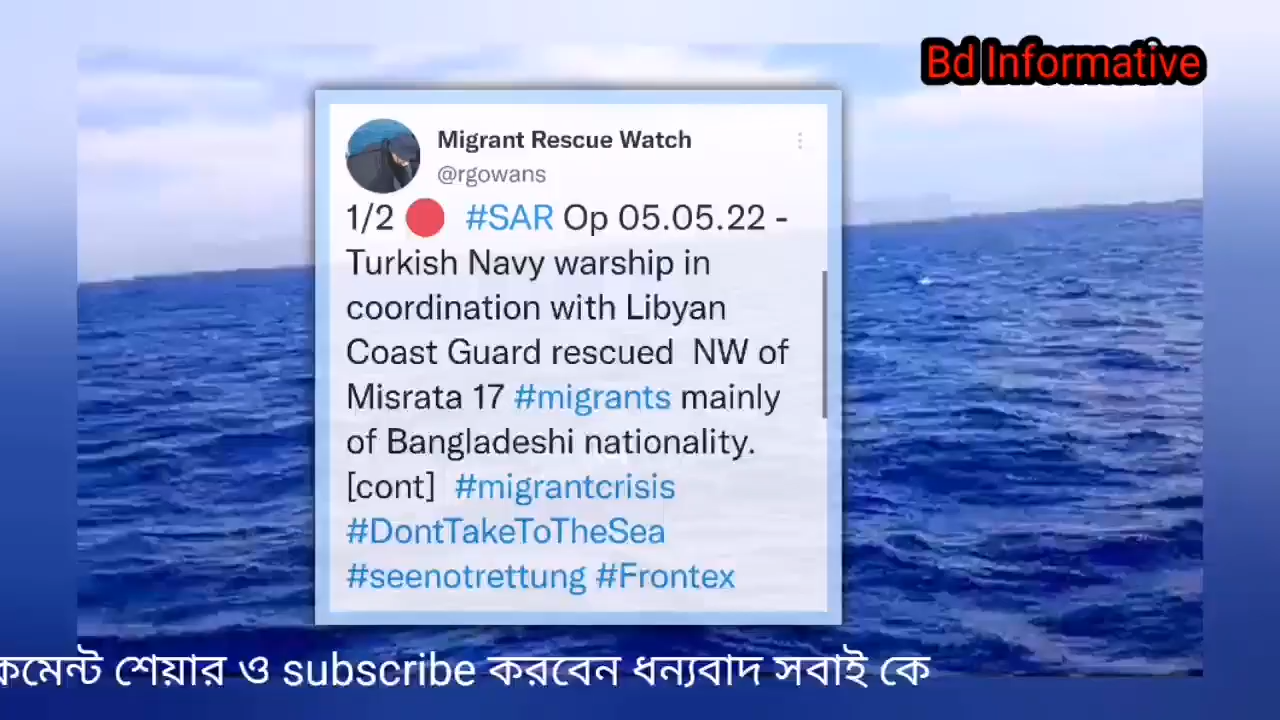 Bd Informative
Migrant Rescue Watch
@rgowans
1/2 🔴 #SAR Op 05.05.22 -
Turkish Navy warship in
coordination with Libyan
Coast Guard rescued NW of
Misrata 17 #migrants mainly
of Bangladeshi nationality.
[cont] #migrantcrisis
#DontTakeToTheSea
#seenotrettung #Frontex
কমেন্ট শেয়ার ও subscribe করবেন ধন্যবাদ সবাই কে